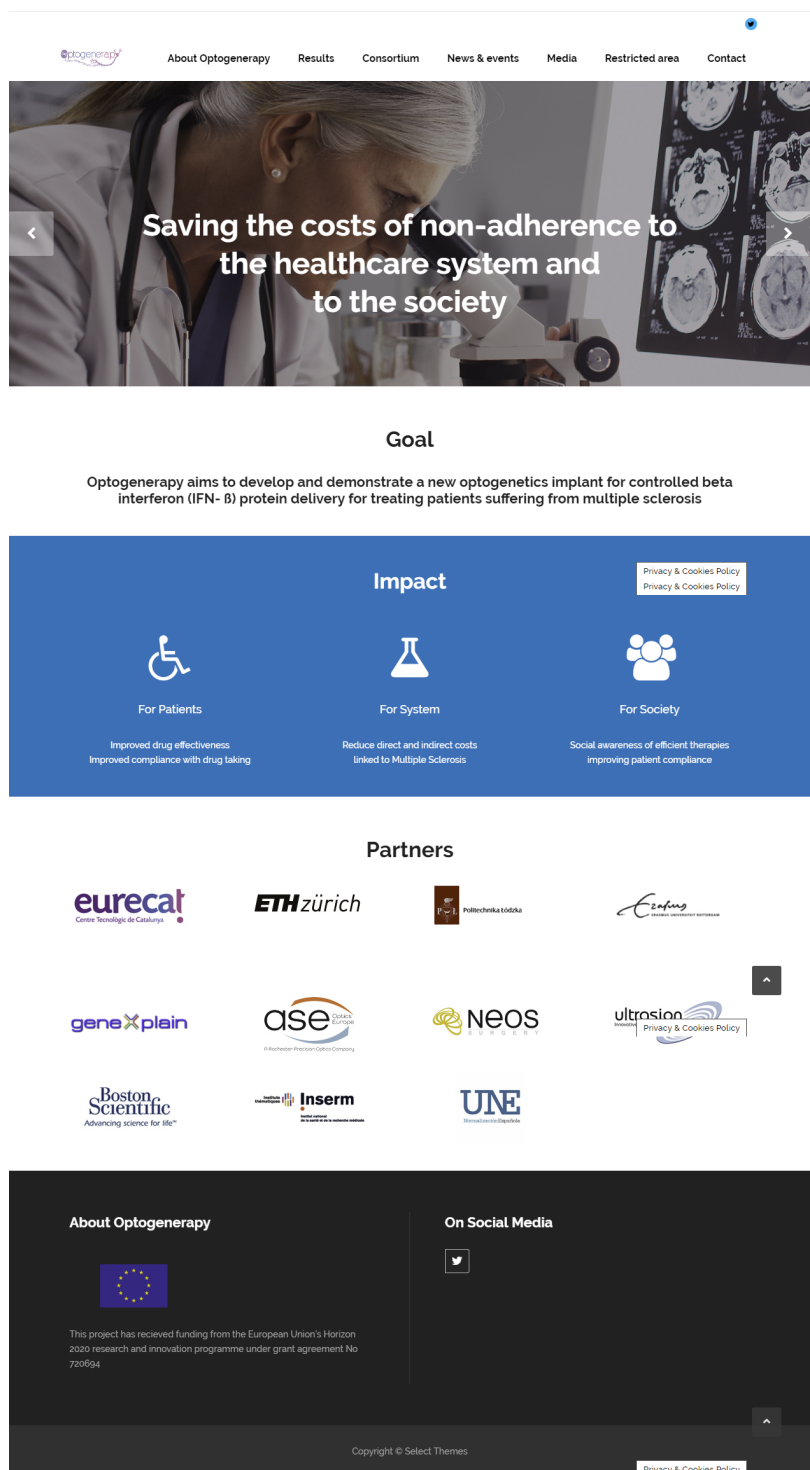 Optogenerapy
About Optogenerapy
Results
Consortium
News & events
Media
Restricted area
Contact
Saving the costs of non-adherence to
the healthcare system and
to the society
Goal
Optogenerapy aims to develop and demonstrate a new optogenetics implant for controlled beta
interferon (IFN- ß) protein delivery for treating patients suffering from multiple sclerosis
Impact
Privacy & Cookies Policy
Privacy & Cookies Policy
For Patients
For System
For Society
Improved drug effectiveness
Improved compliance with drug taking
Reduce direct and indirect costs
linked to Multiple Sclerosis
Social awareness of efficient therapies
improving patient compliance
Partners
eurecat
Centre Tecnològic de Catalunya
ETH zürich
Politechnika Łódzka
Erasmus
ERASMUS UNIVERSITEIT ROTTERDAM
geneXplain
ase Optics
Europe
A Rochester Precision Optics Company
NEOS
SURGERY
ultrasion
Privacy & Cookies Policy
Boston
Scientific
Advancing science for life™
Instituts
thématiques
Inserm
Institut national
de la santé et de la recherche médicale
UNE
Normalización Española
About Optogenerapy
On Social Media
This project has recieved funding from the European Union's Horizon
2020 research and innovation programme under grant agreement No
720694
Copyright © Select Themes
Privacy & Cookies Policy